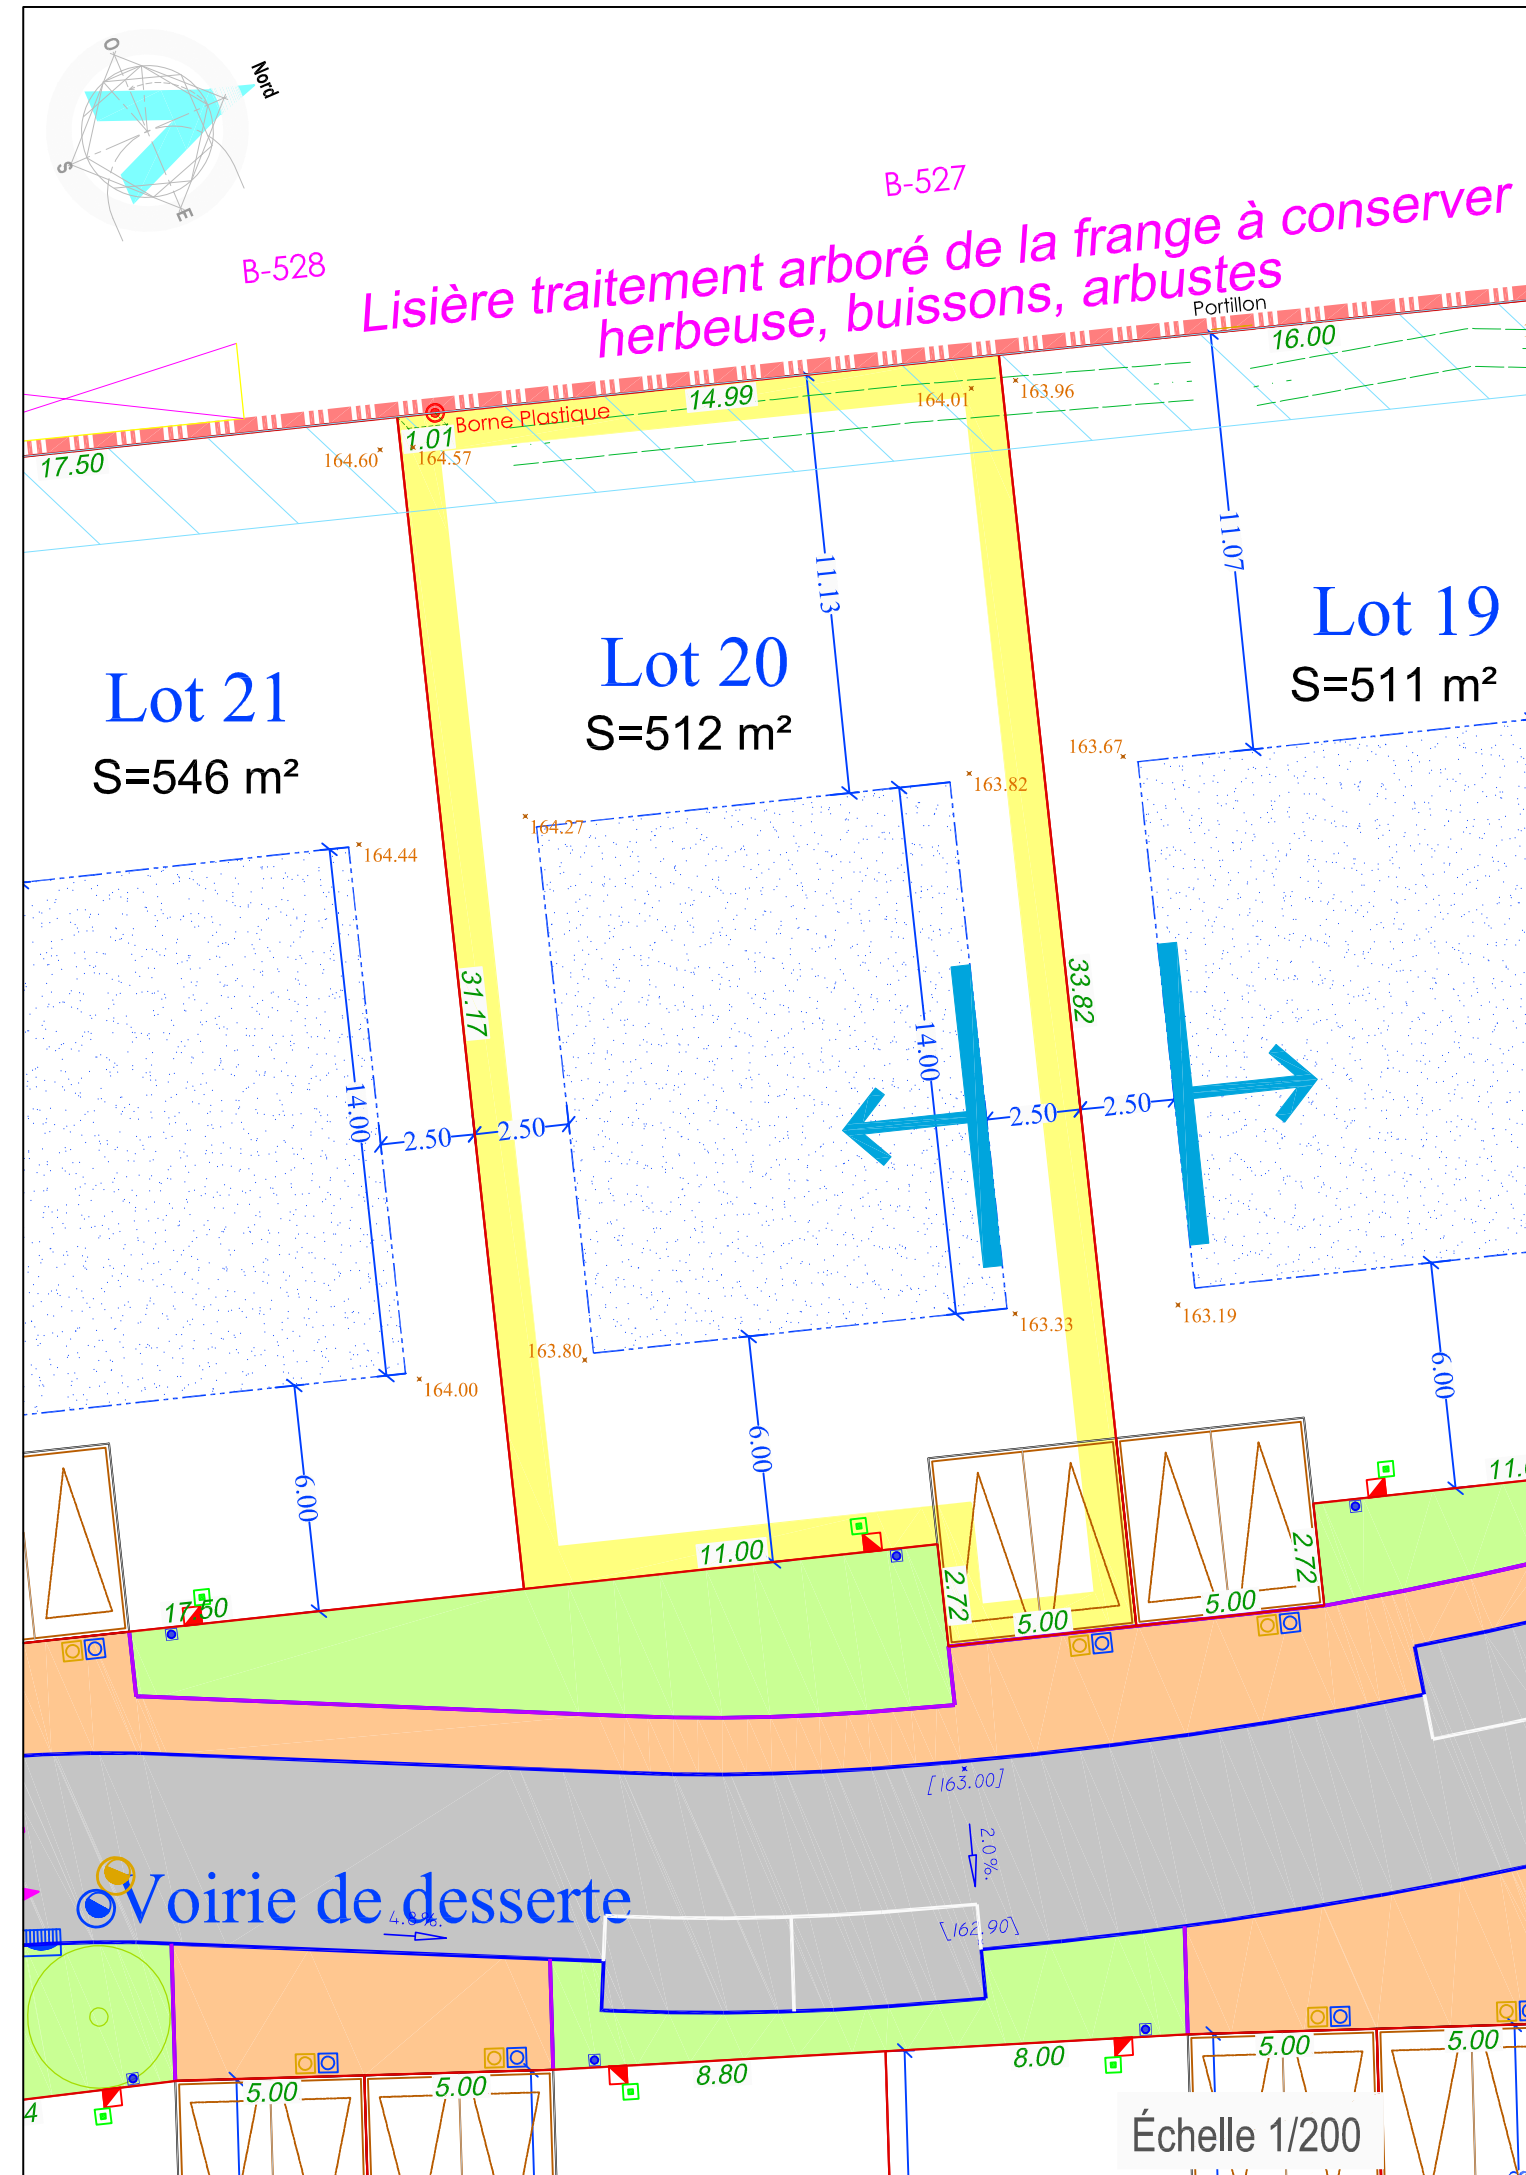 O
Nord
S
E
B-527
B-528
Lisière traitement arboré de la frange à conserver
herbeuse, buissons, arbustes
Portillon
16.00
14.99
164.01
163.96
Borne Plastique
1.01
17.50
164.60
164.57
11.13
11.07
Lot 19
S=511 m²
Lot 20
S=512 m²
Lot 21
S=546 m²
163.67
163.82
164.27
164.44
31.17
33.82
14.00
14.00
2.50
2.50
2.50
2.50
163.19
163.33
163.80
164.00
6.00
6.00
6.00
11.00
2.72
2.72
17.50
5.00
5.00
[163.00]
2.0%.
Voirie de desserte
4.8%.
[162.90]
8.80
8.00
5.00
5.00
5.00
5.00
4
Échelle 1/200